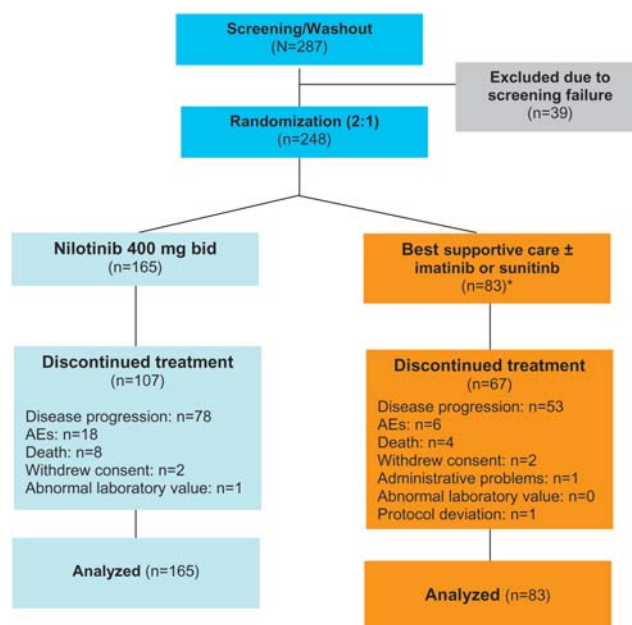 Screening/Washout
(N=287)
Excluded due to
screening failure
(n=39)
Randomization (2:1)
(n=248)
Nilotinib 400 mg bid
(n=165)
Best supportive care ±
imatinib or sunitinb
(n=83)*
Discontinued treatment
(n=107)
Disease progression: n=78
AEs: n=18
Death: n=8
Withdrew consent: n=2
Abnormal laboratory value: n=1
Discontinued treatment
(n=67)
Disease progression: n=53
AEs: n=6
Death: n=4
Withdrew consent: n=2
Administrative problems: n=1
Abnormal laboratory value: n=0
Protocol deviation: n=1
Analyzed (n=165)
Analyzed (n=83)